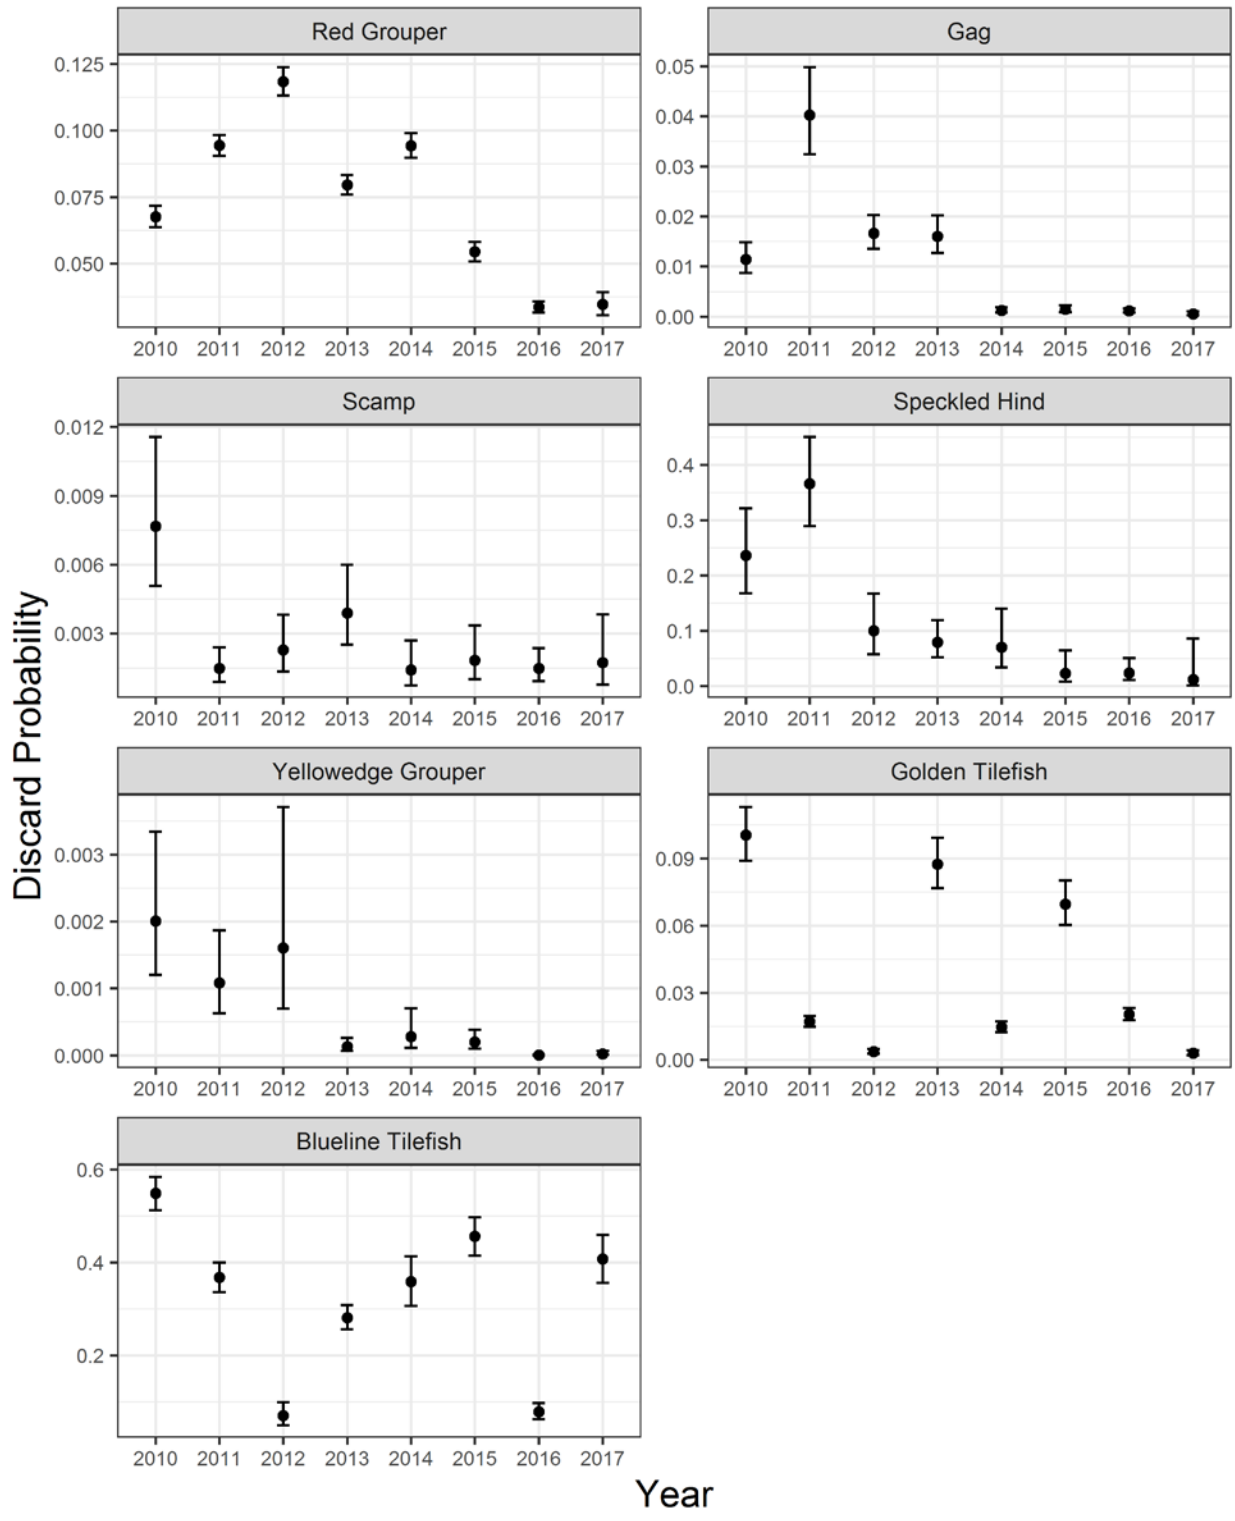 Red Grouper
0.125
0.100
0.075
0.050
2010 2011 2012 2013 2014 2015 2016 2017
Gag
0.05
0.04
0.03
0.02
0.01
0.00
2010 2011 2012 2013 2014 2015 2016 2017
Scamp
0.012
0.009
0.006
0.003
2010 2011 2012 2013 2014 2015 2016 2017
Speckled Hind
0.4
0.3
0.2
0.1
0.0
2010 2011 2012 2013 2014 2015 2016 2017
Discard Probability
Yellowedge Grouper
0.003
0.002
0.001
0.000
2010 2011 2012 2013 2014 2015 2016 2017
Golden Tilefish
0.09
0.06
0.03
0.00
2010 2011 2012 2013 2014 2015 2016 2017
Blueline Tilefish
0.6
0.4
0.2
2010 2011 2012 2013 2014 2015 2016 2017
Year